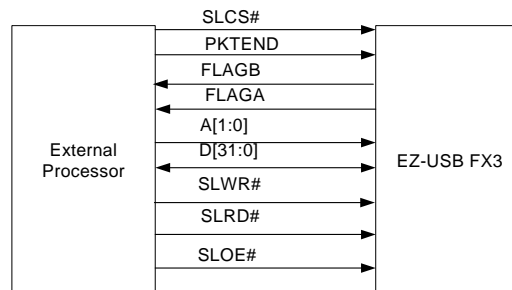 SLCS#
PKTEND
FLAGB
FLAGA
A[1:0]
D[31:0]
External
Processor
EZ-USB FX3
SLWR#
SLRD#
SLOE#